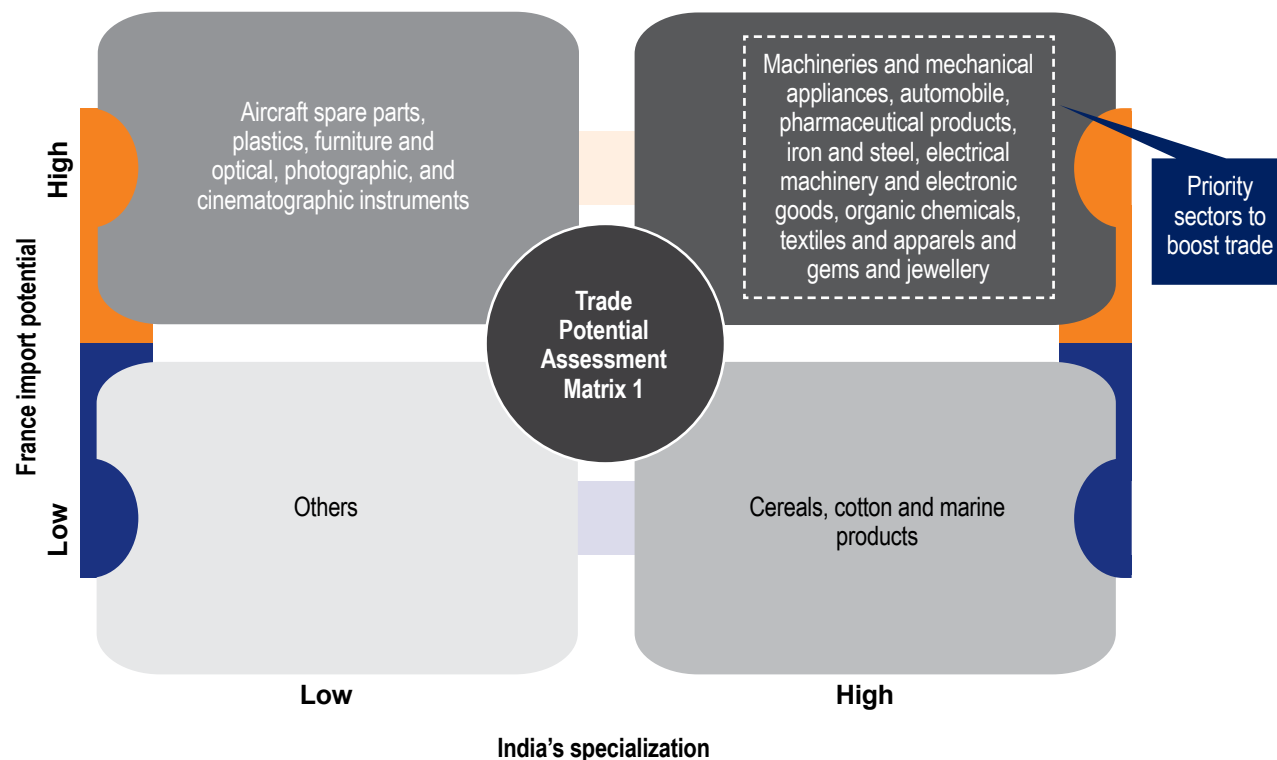 France import potential
High
Low
Aircraft spare parts,
plastics, furniture and
optical, photographic, and
cinematographic instruments
Machineries and mechanical
appliances, automobile,
pharmaceutical products,
iron and steel, electrical
machinery and electronic
goods, organic chemicals,
textiles and apparels and
gems and jewellery
Priority
sectors to
boost trade
Trade
Potential
Assessment
Matrix 1
Others
Cereals, cotton and marine
products
Low
High
India’s specialization